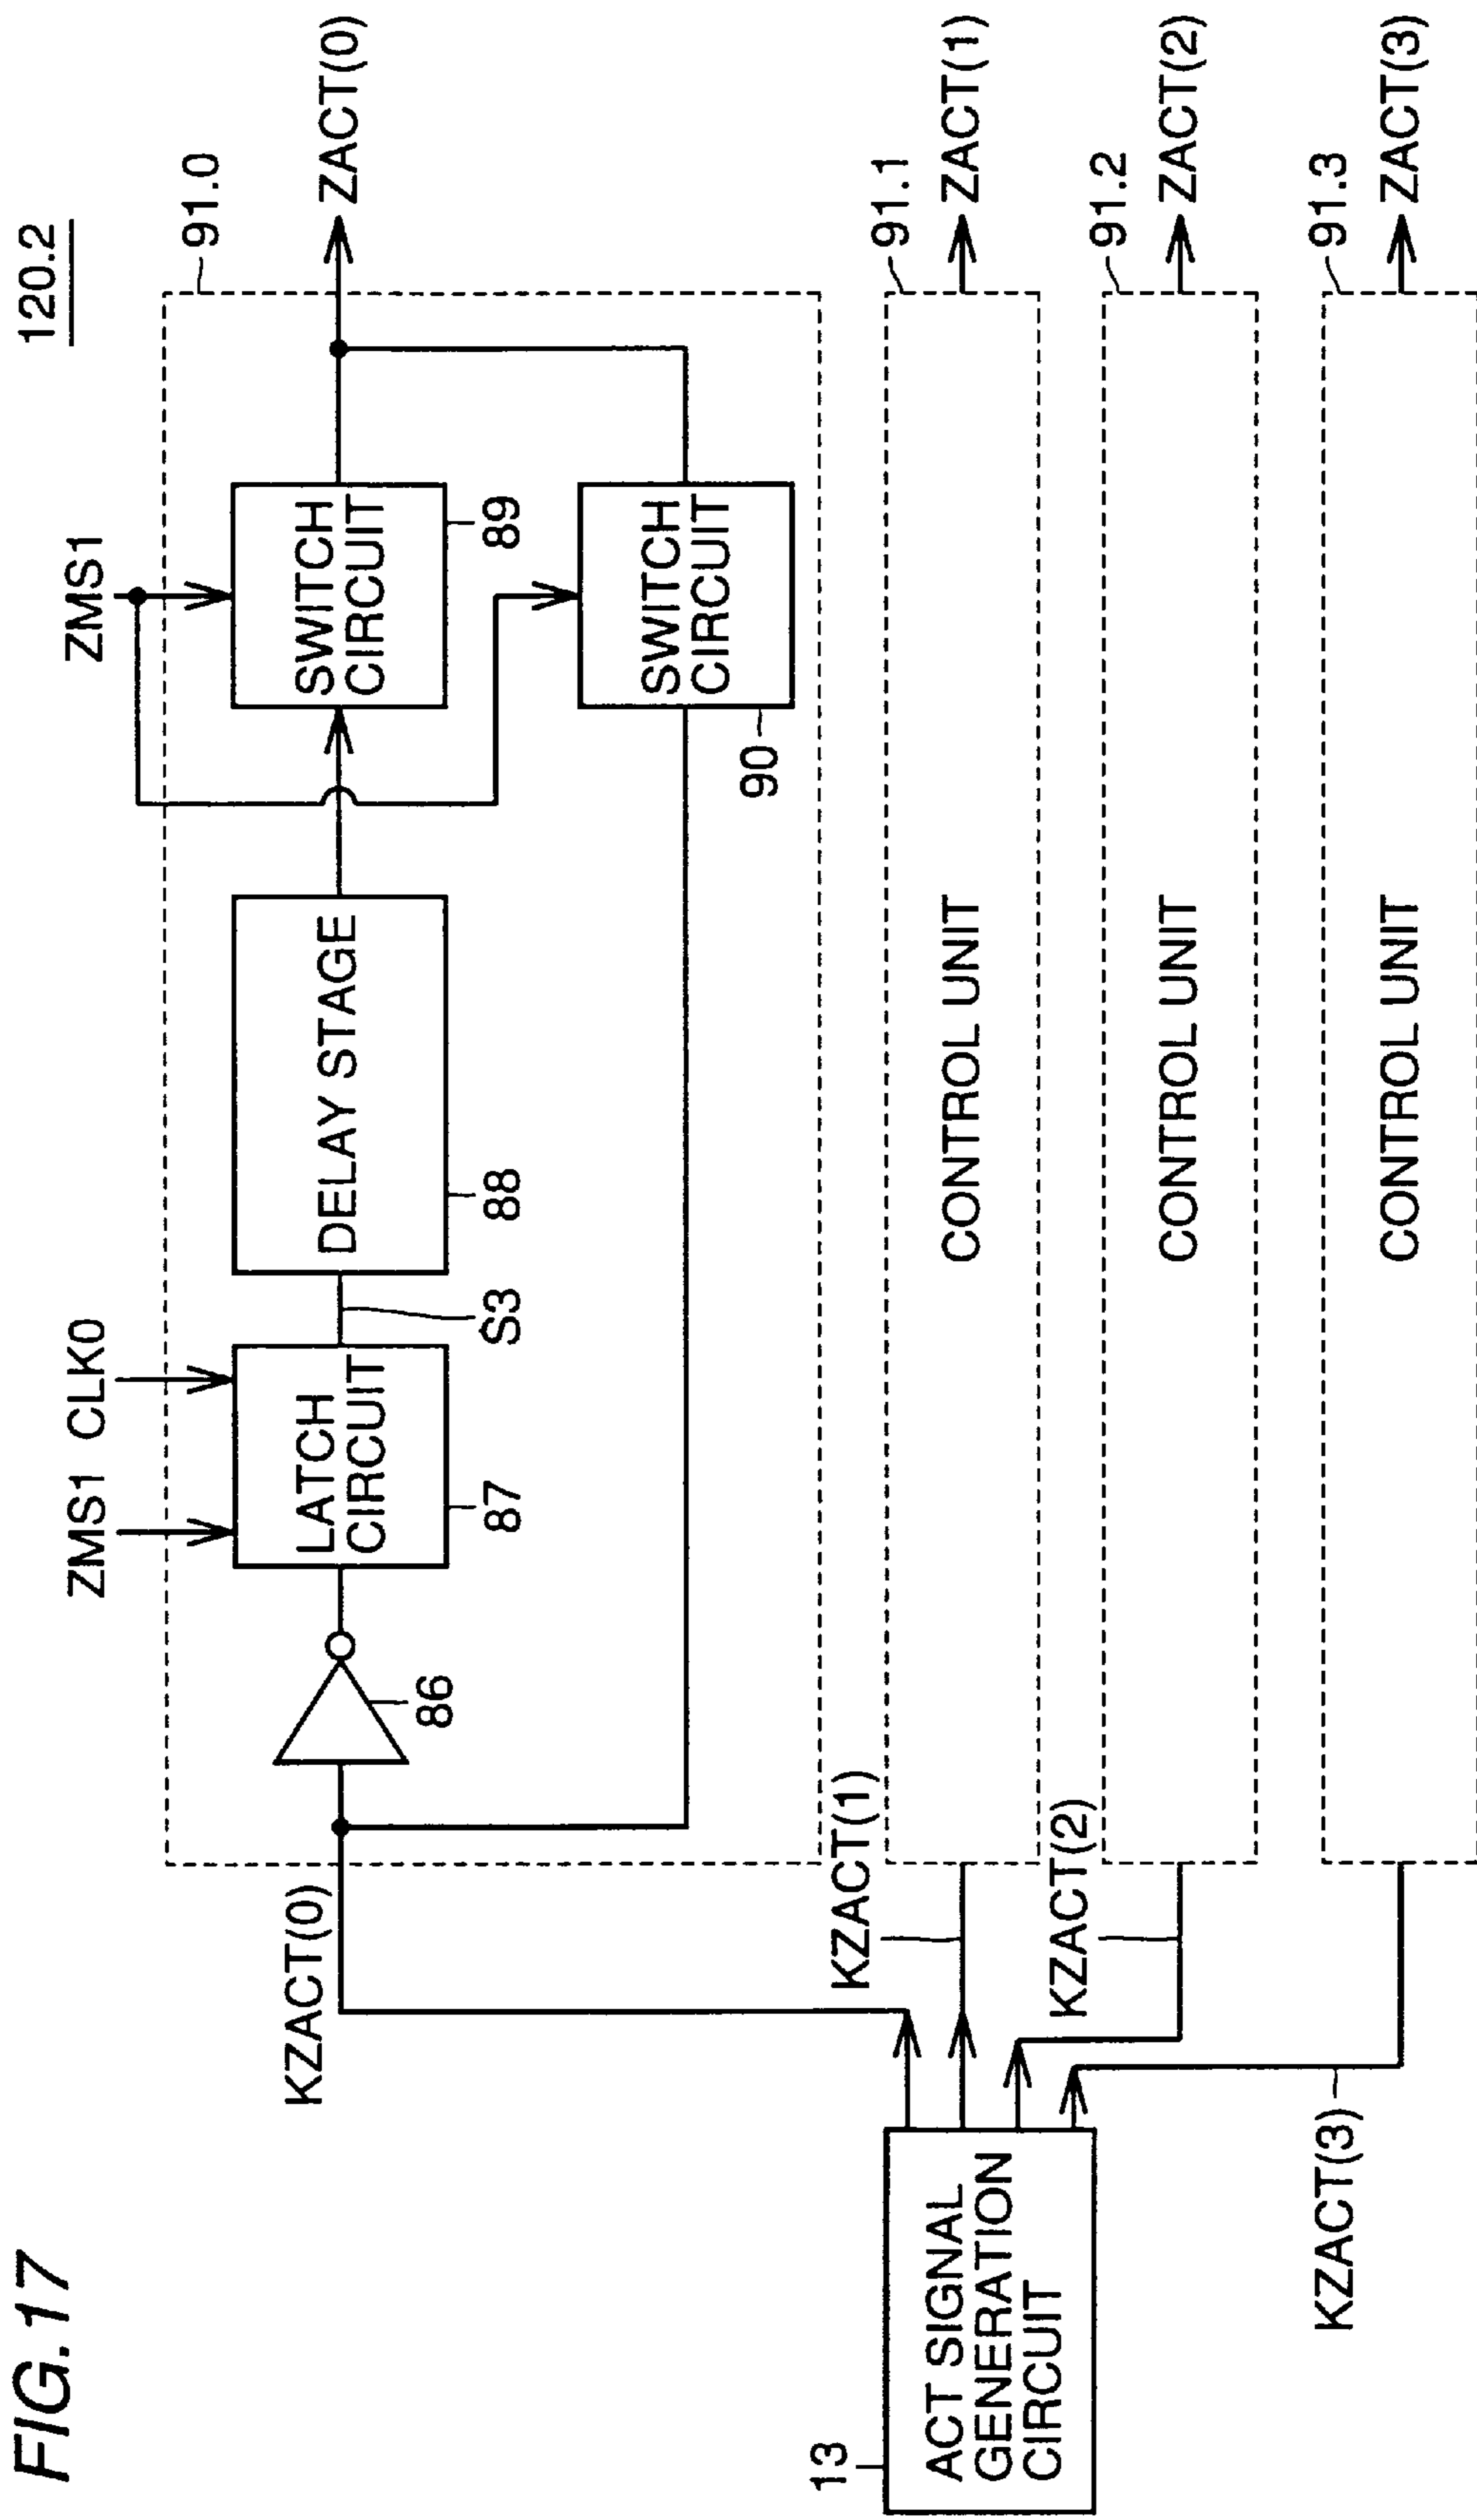 FIG.17
120.2
ZMS1 CLK0
ZMS1
91.0
KZACT(0)
86
LATCH
CIRCUIT
87
S3
DELAY STAGE
88
SWITCH
CIRCUIT
89
ZACT(0)
SWITCH
CIRCUIT
90
13
ACT SIGNAL
GENERATION
CIRCUIT
KZACT(1)
CONTROL UNIT
91.1
ZACT(1)
KZACT(2)
CONTROL UNIT
91.2
ZACT(2)
KZACT(3)
CONTROL UNIT
91.3
ZACT(3)